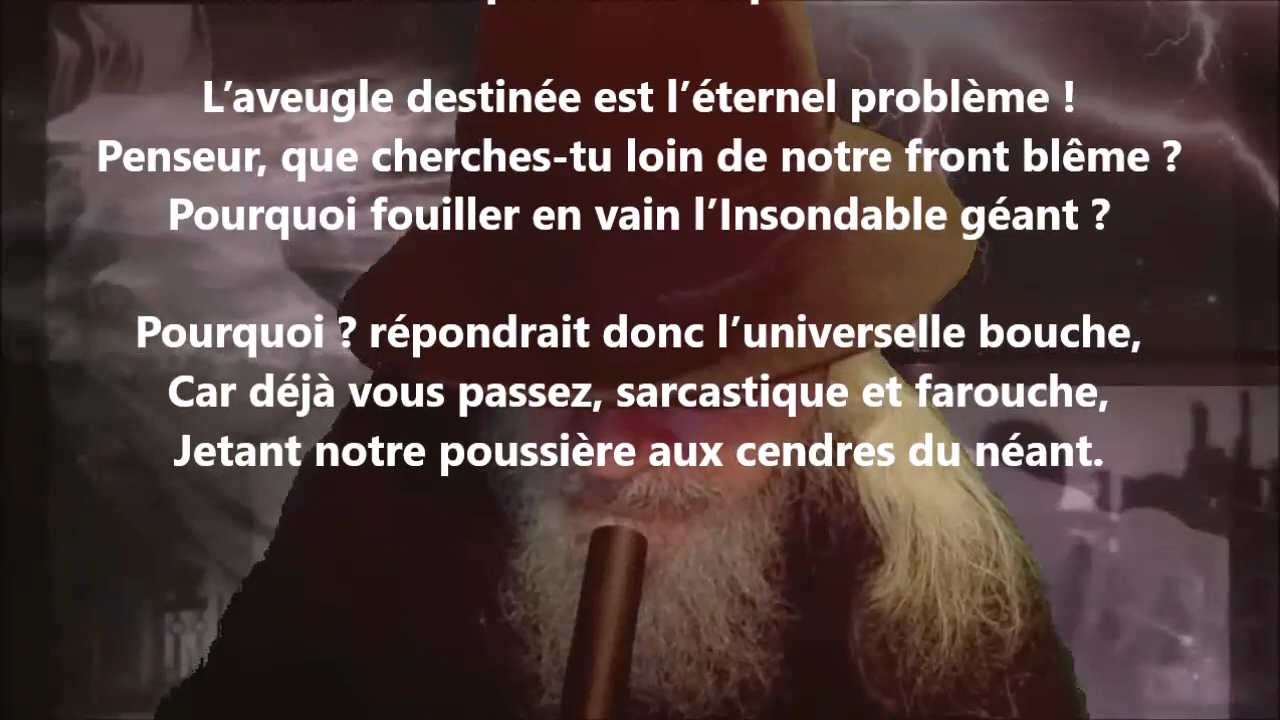 L’aveugle destinée est l’éternel problème !
Penseur, que cherches-tu loin de notre front blême ?
Pourquoi fouiller en vain l’Insondable géant ?
Pourquoi ? répondrait donc l’universelle bouche,
Car déjà vous passez, sarcastique et farouche,
Jetant notre poussière aux cendres du néant.